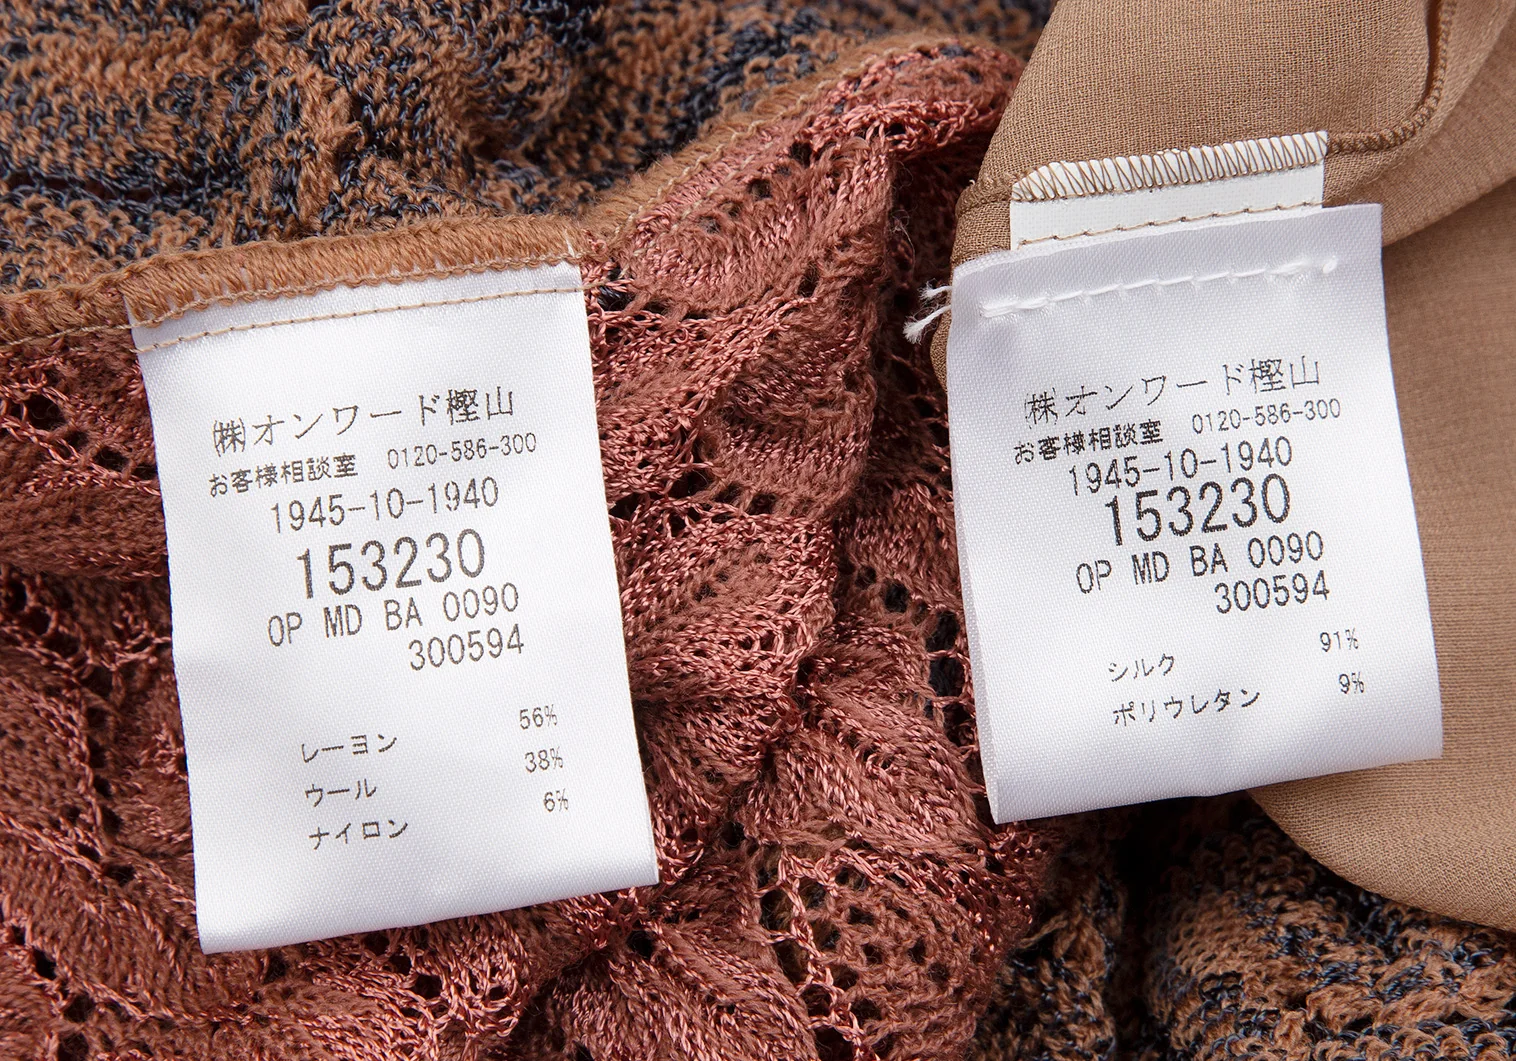 ㈱オンワード樫山
お客様相談室 0120-586-300
1945-10-1940
153230
OP MD BA 0090
300594
56%
レーヨン
38%
ウール
6%
ナイロン
㈱オンワード樫山
お客様相談室 0120-586-300
1945-10-1940
153230
OP MD BA 0090
300594
91%
シルク
9%
ポリウレタン